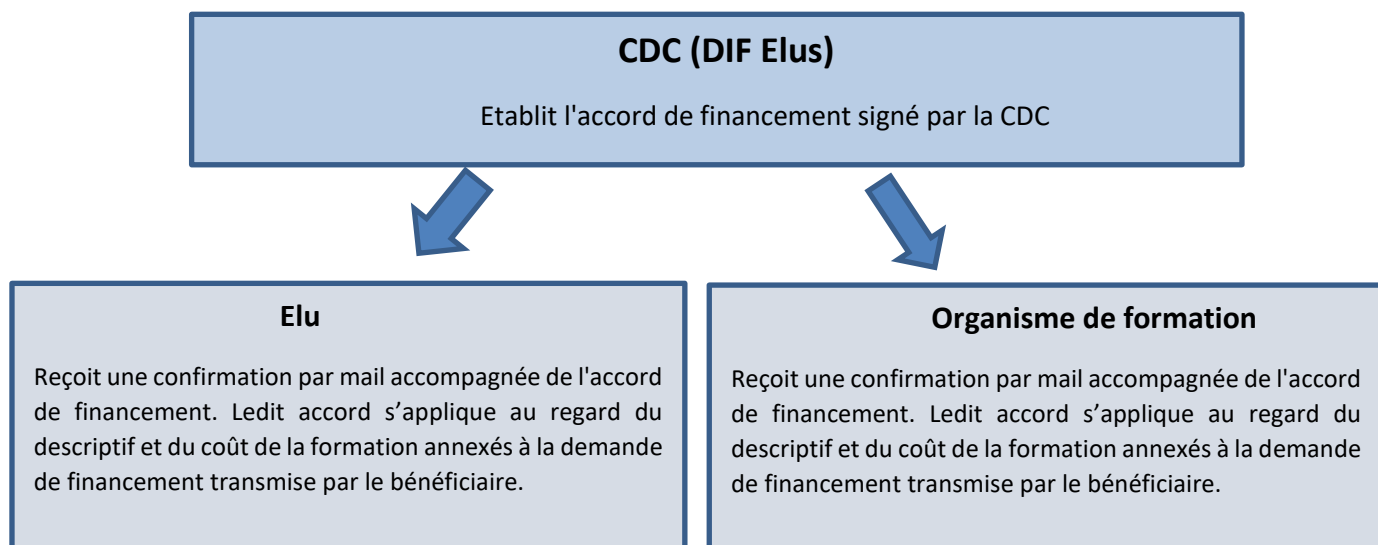 CDC (DIF Elus)
Etablit l'accord de financement signé par la CDC
Elu
Reçoit une confirmation par mail accompagnée de l'accord
de financement. Ledit accord s’applique au regard du
descriptif et du coût de la formation annexés à la demande
de financement transmise par le bénéficiaire.
Organisme de formation
Reçoit une confirmation par mail accompagnée de l'accord
de financement. Ledit accord s’applique au regard du
descriptif et du coût de la formation annexés à la demande
de financement transmise par le bénéficiaire.